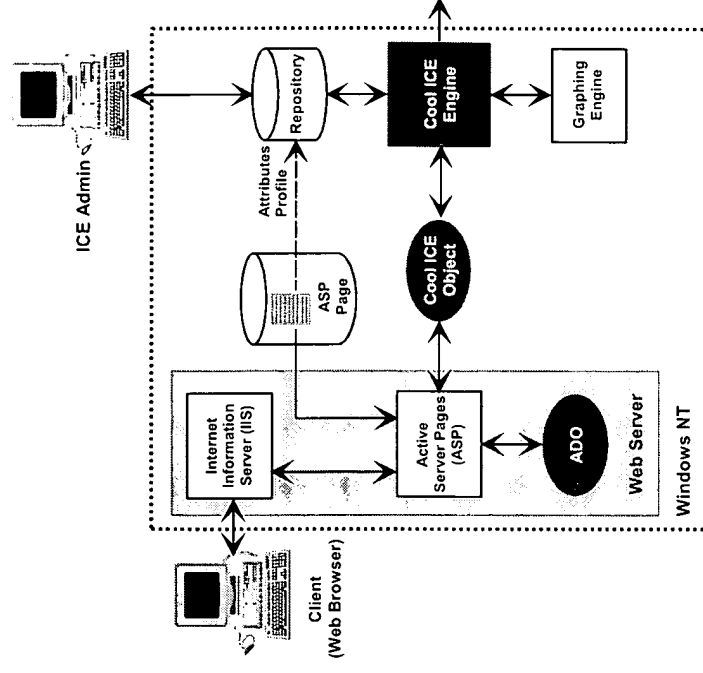 ICE Admin
Repository
Attributes
Profile
Cool ICE
Engine
Graphing
Engine
ASP
Page
Cool ICE
Object
Internet
Information
Server (IIS)
Active
Server Pages
(ASP)
ADO
Web Server
Windows NT
Client
(Web Browser)